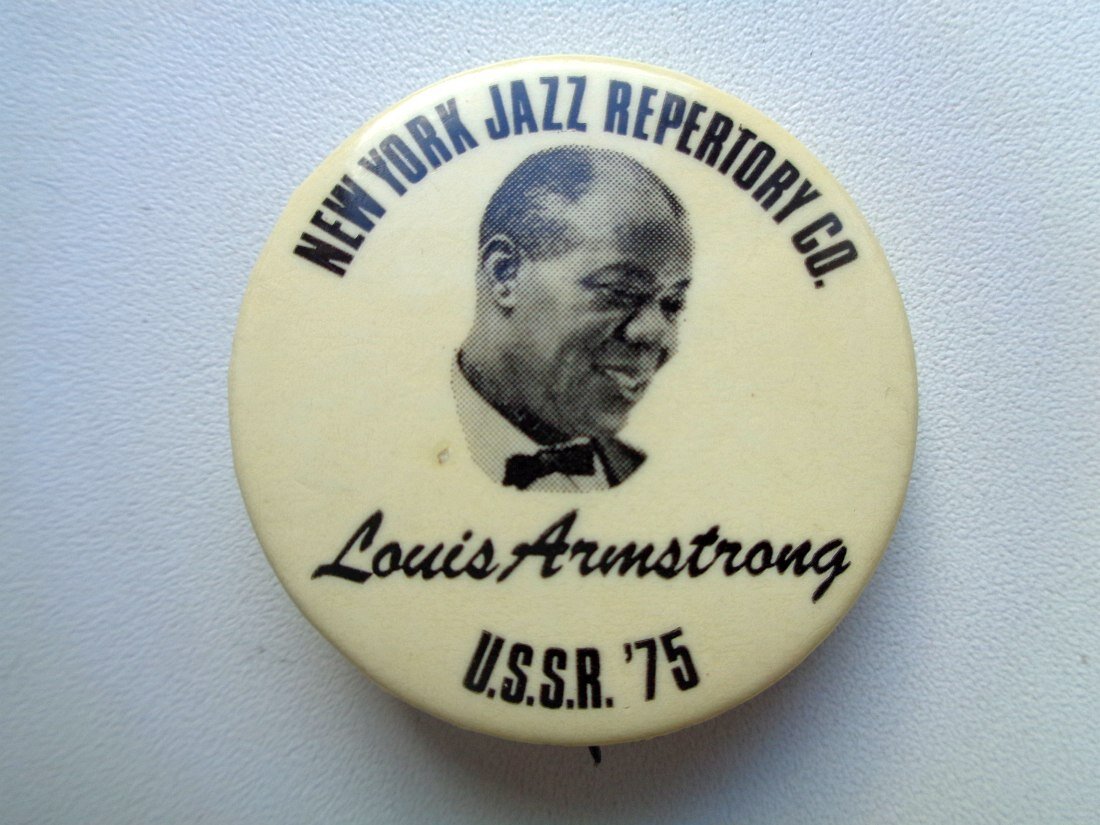 NEW YORK JAZZ REPERTORY CO.
Louis Armstrong
U.S.S.R. '75